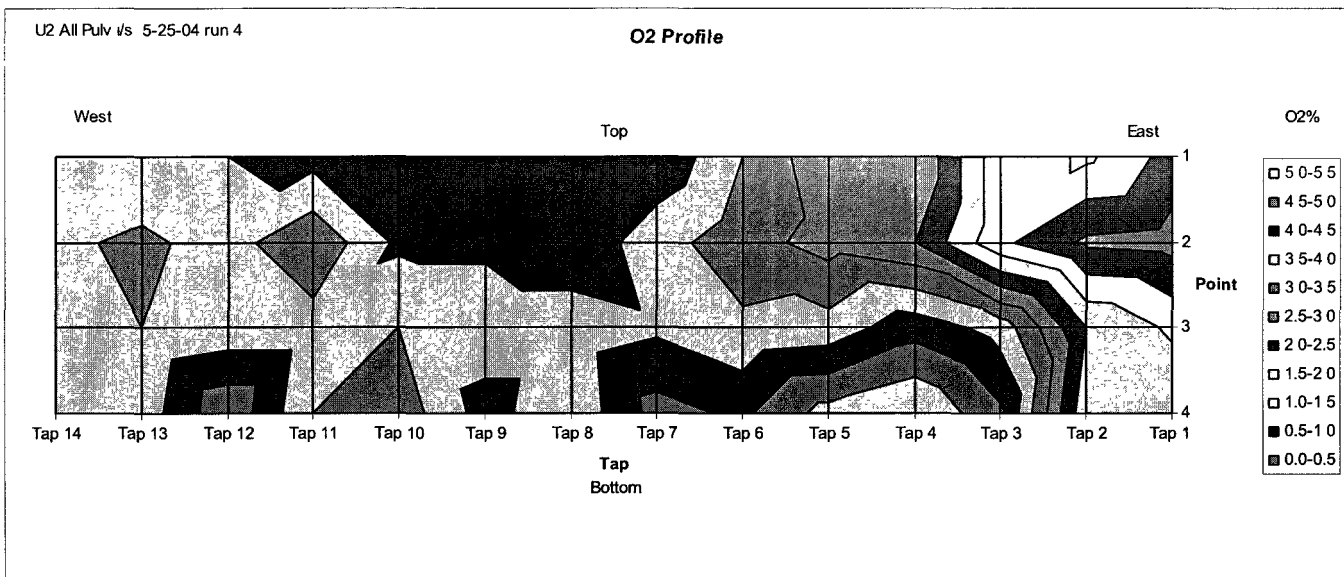 U2 All Pulv v/s 5-25-04 run 4
O2 Profile
West
Top
East
O2%
1
2
Point
3
4
5 0-5 5
4 5-5 0
4 0-4 5
3 5-4 0
3 0-3 5
2.5-3 0
2 0-2.5
1.5-2 0
1.0-1 5
0.5-1 0
0.0-0.5
Tap 14 Tap 13 Tap 12 Tap 11 Tap 10 Tap 9 Tap 8 Tap 7 Tap 6 Tap 5 Tap 4 Tap 3 Tap 2 Tap 1
Tap
Bottom